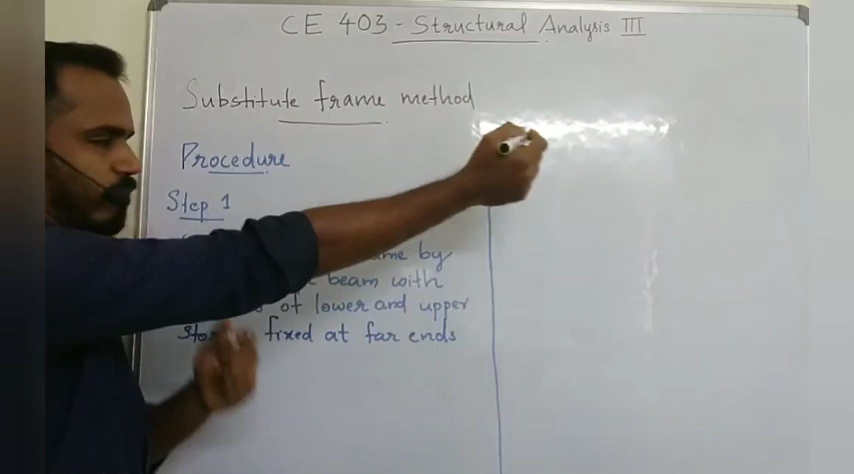 CE 403 - Structural Analysis III
Substitute frame method
Procedure
Step 1
by
beam with
of lower and upper
fixed at far ends